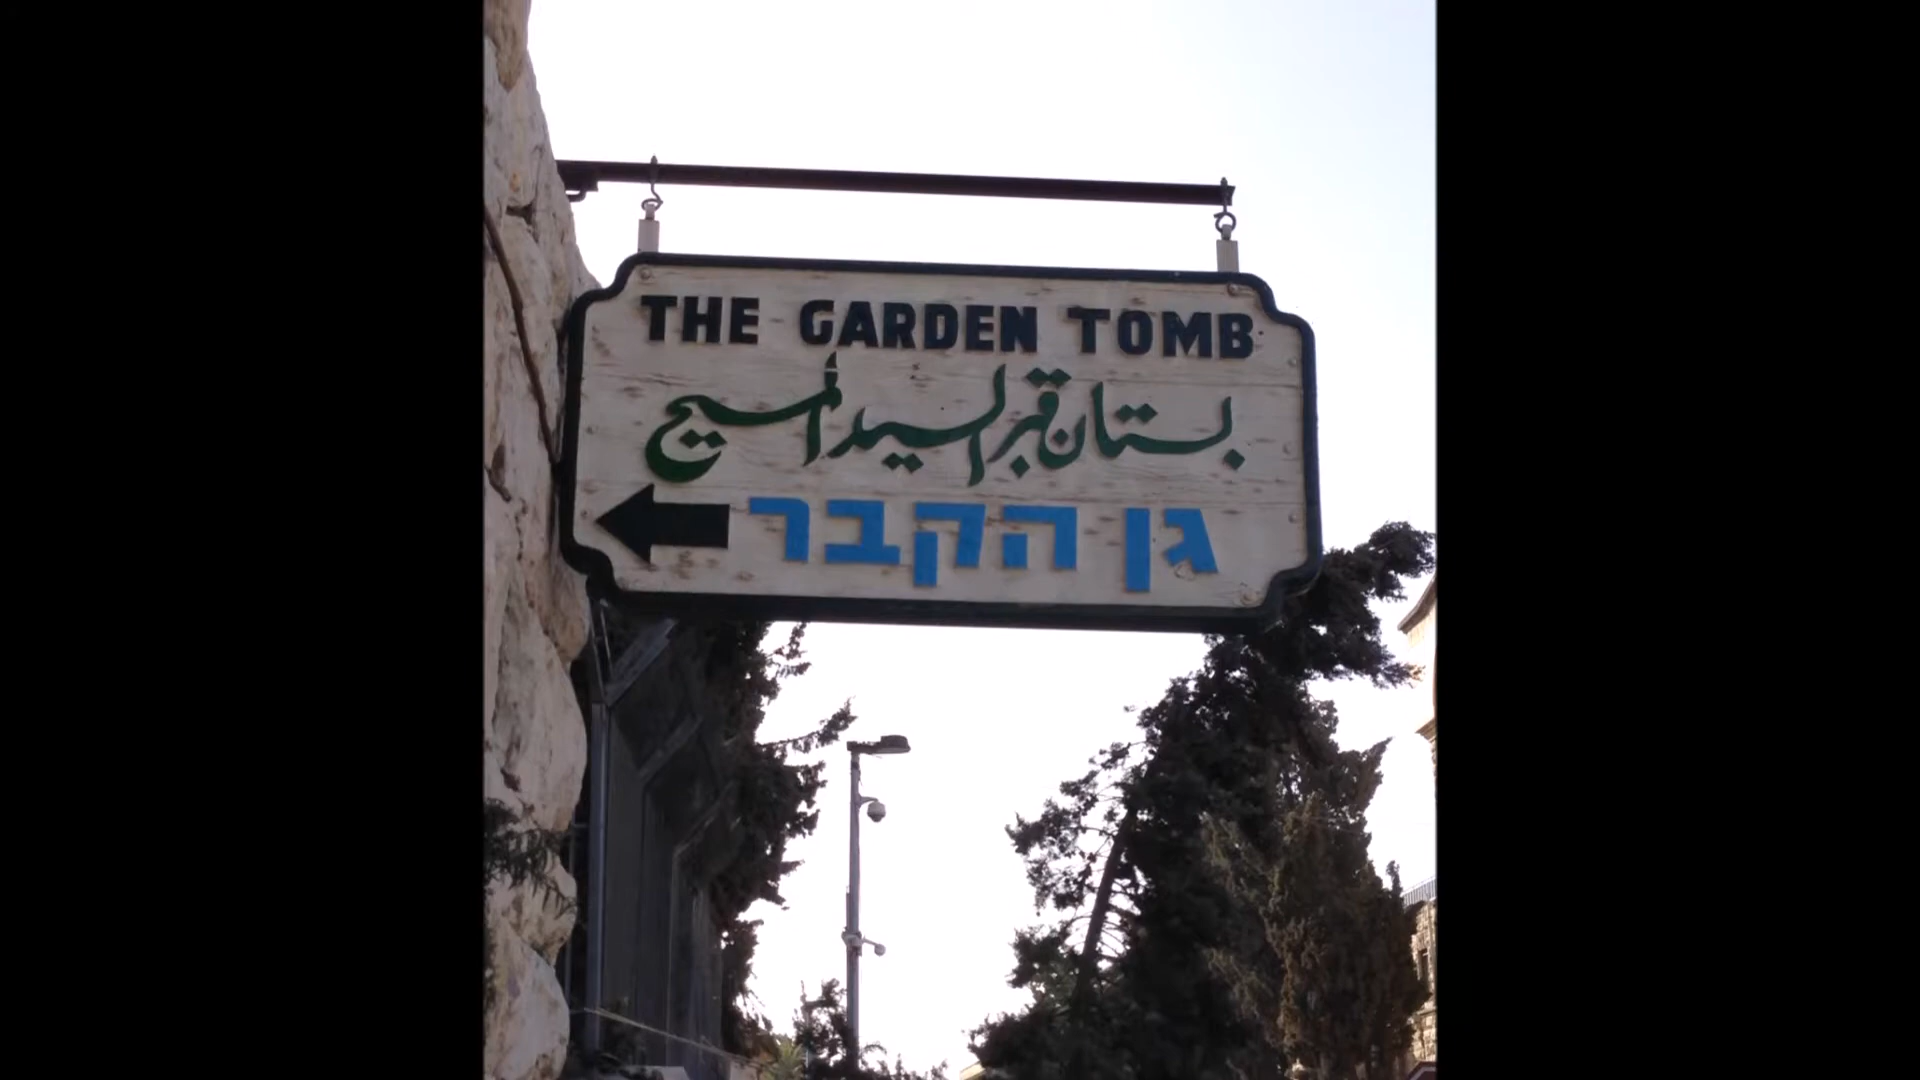 THE GARDEN TOMB
بستان قبر السيد المسيح
גן הקבר